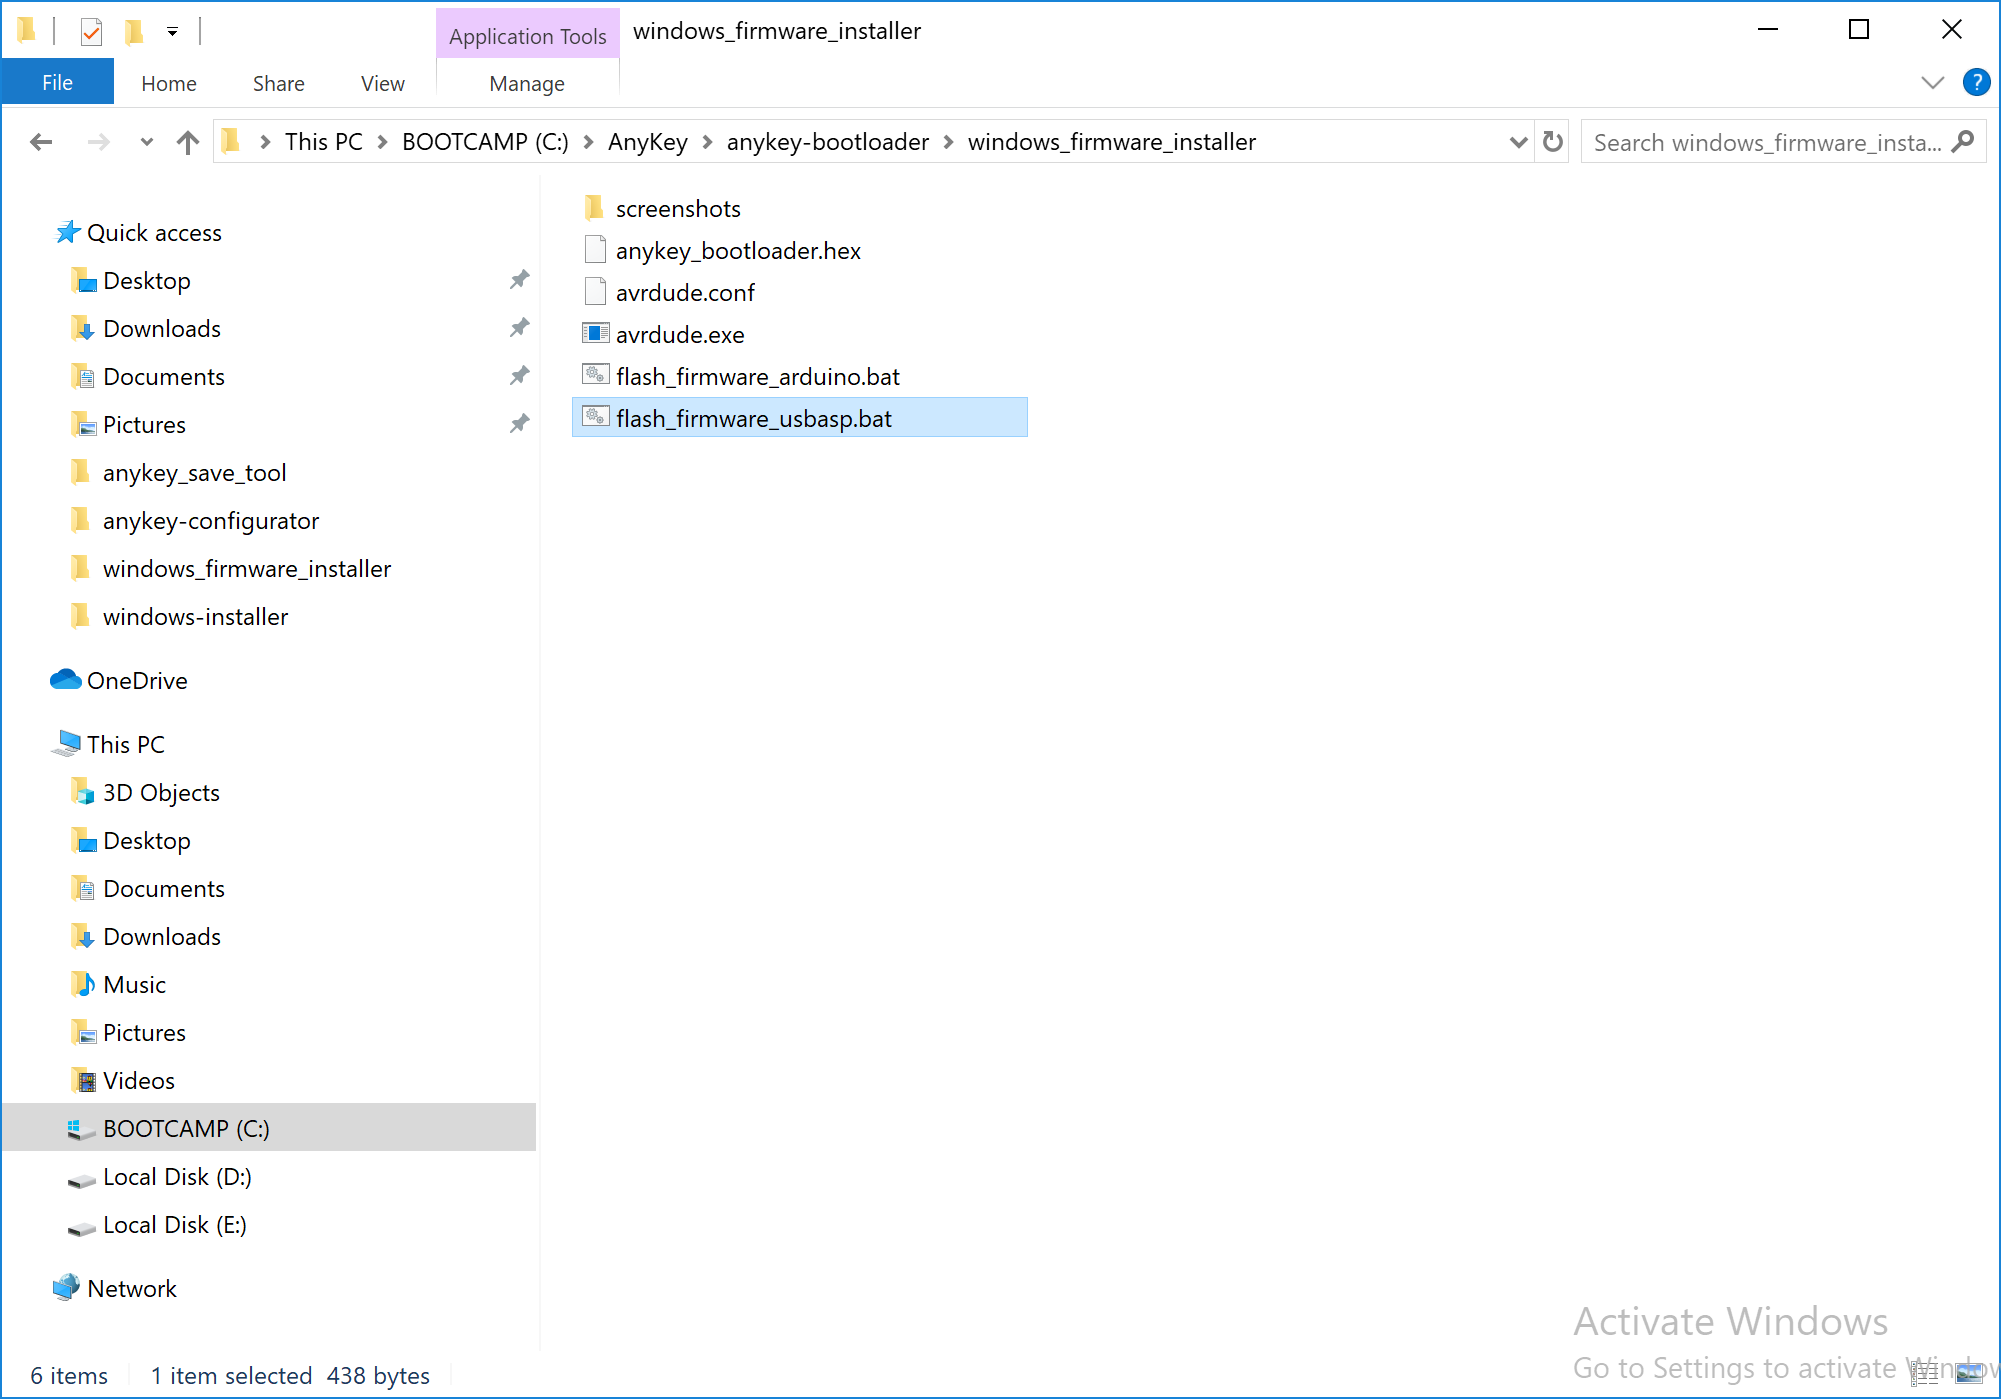 Application Tools
windows_firmware_installer
File
Home
Share
View
Manage
?
This PC
BOOTCAMP (C:)
AnyKey
anykey-bootloader
windows_firmware_installer
Search windows_firmware_insta...
Quick access
Desktop
Downloads
Documents
Pictures
anykey_save_tool
anykey-configurator
windows_firmware_installer
windows-installer
OneDrive
This PC
3D Objects
Desktop
Documents
Downloads
Music
Pictures
Videos
BOOTCAMP (C:)
Local Disk (D:)
Local Disk (E:)
Network
screenshots
anykey_bootloader.hex
avrdude.conf
avrdude.exe
flash_firmware_arduino.bat
flash_firmware_usbasp.bat
Activate Windows
Go to Settings to activate Window
6 items
1 item selected 438 bytes